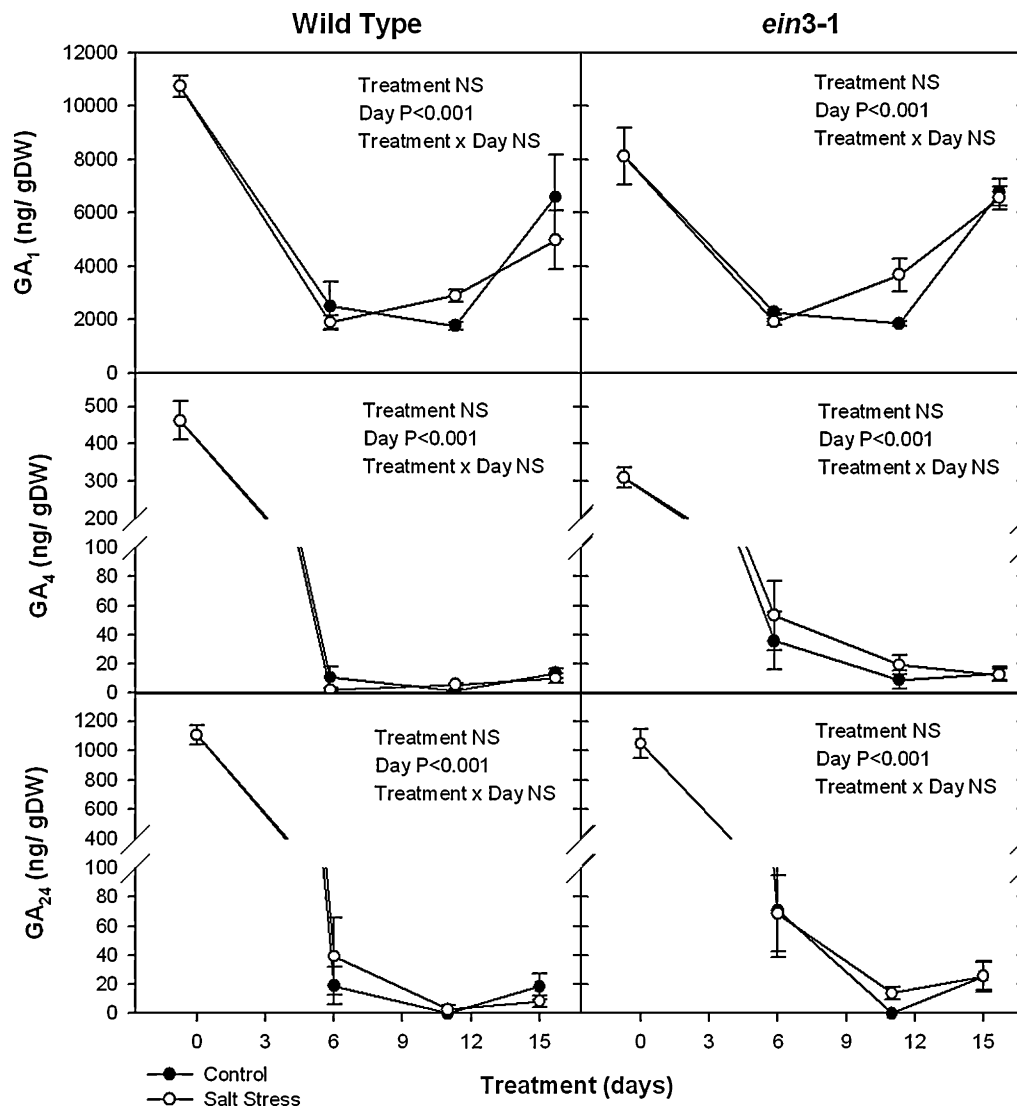 Wild Type
ein3-1
GA1 (ng/ gDW)
12000
10000
8000
6000
4000
2000
0
Treatment NS
Day P<0.001
Treatment x Day NS
Treatment NS
Day P<0.001
Treatment x Day NS
GA4 (ng/ gDW)
500
400
300
200
100
80
60
40
20
0
Treatment NS
Day P<0.001
Treatment x Day NS
Treatment NS
Day P<0.001
Treatment x Day NS
GA24 (ng/ gDW)
1200
1000
800
600
400
100
80
60
40
20
0
Treatment NS
Day P<0.001
Treatment x Day NS
Treatment NS
Day P<0.001
Treatment x Day NS
0 3 6 9 12 15
0 3 6 9 12 15
Control
Salt Stress
Treatment (days)